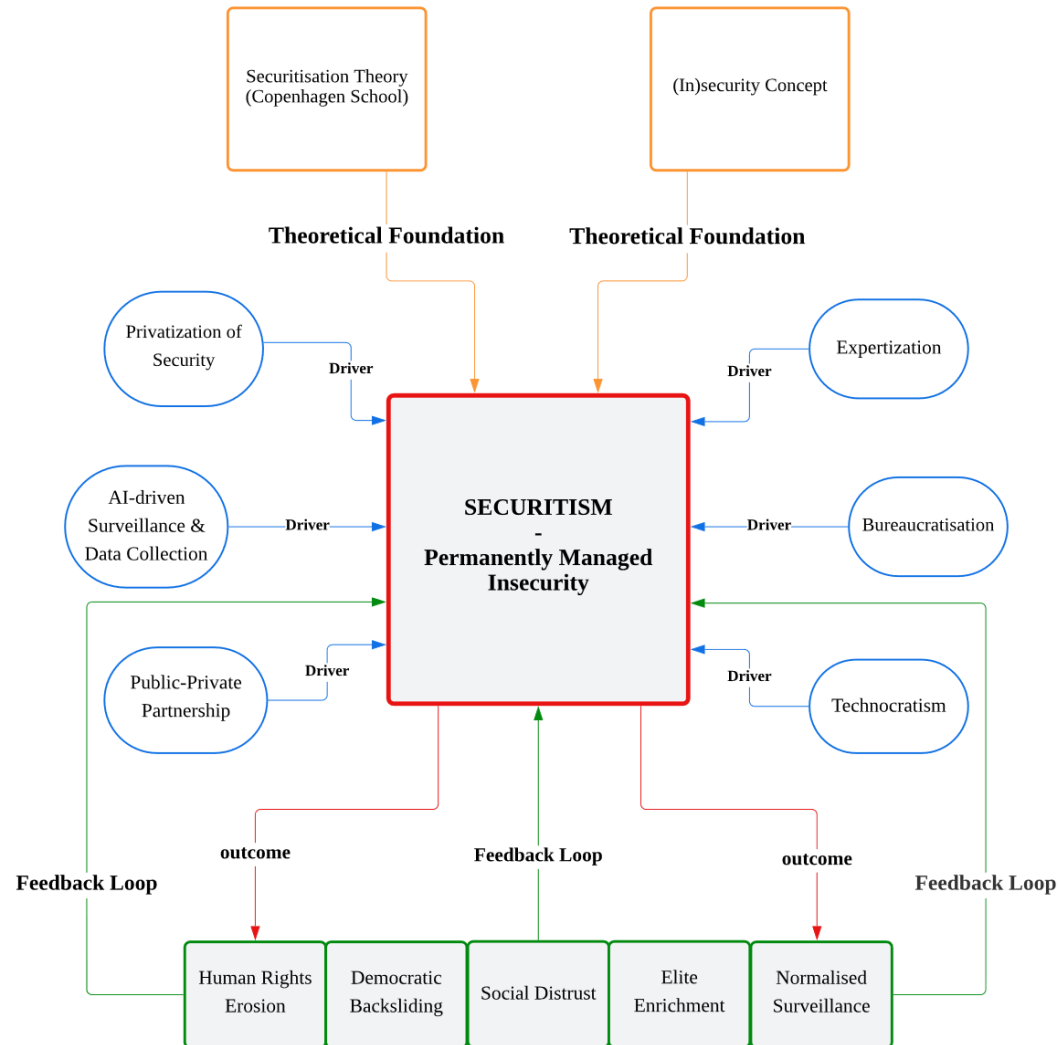 Securitisation Theory
(Copenhagen School)
(In)security Concept
Theoretical Foundation
Theoretical Foundation
Privatization of
Security
Driver
Driver
Expertization
AI-driven
Surveillance &
Data Collection
Driver
SECURITISM
-
Permanently Managed
Insecurity
Driver
Bureaucratisation
Public-Private
Partnership
Driver
Driver
Technocratism
outcome
Feedback Loop
outcome
Feedback Loop
Feedback Loop
Human Rights
Erosion
Democratic
Backsliding
Social Distrust
Elite
Enrichment
Normalised
Surveillance